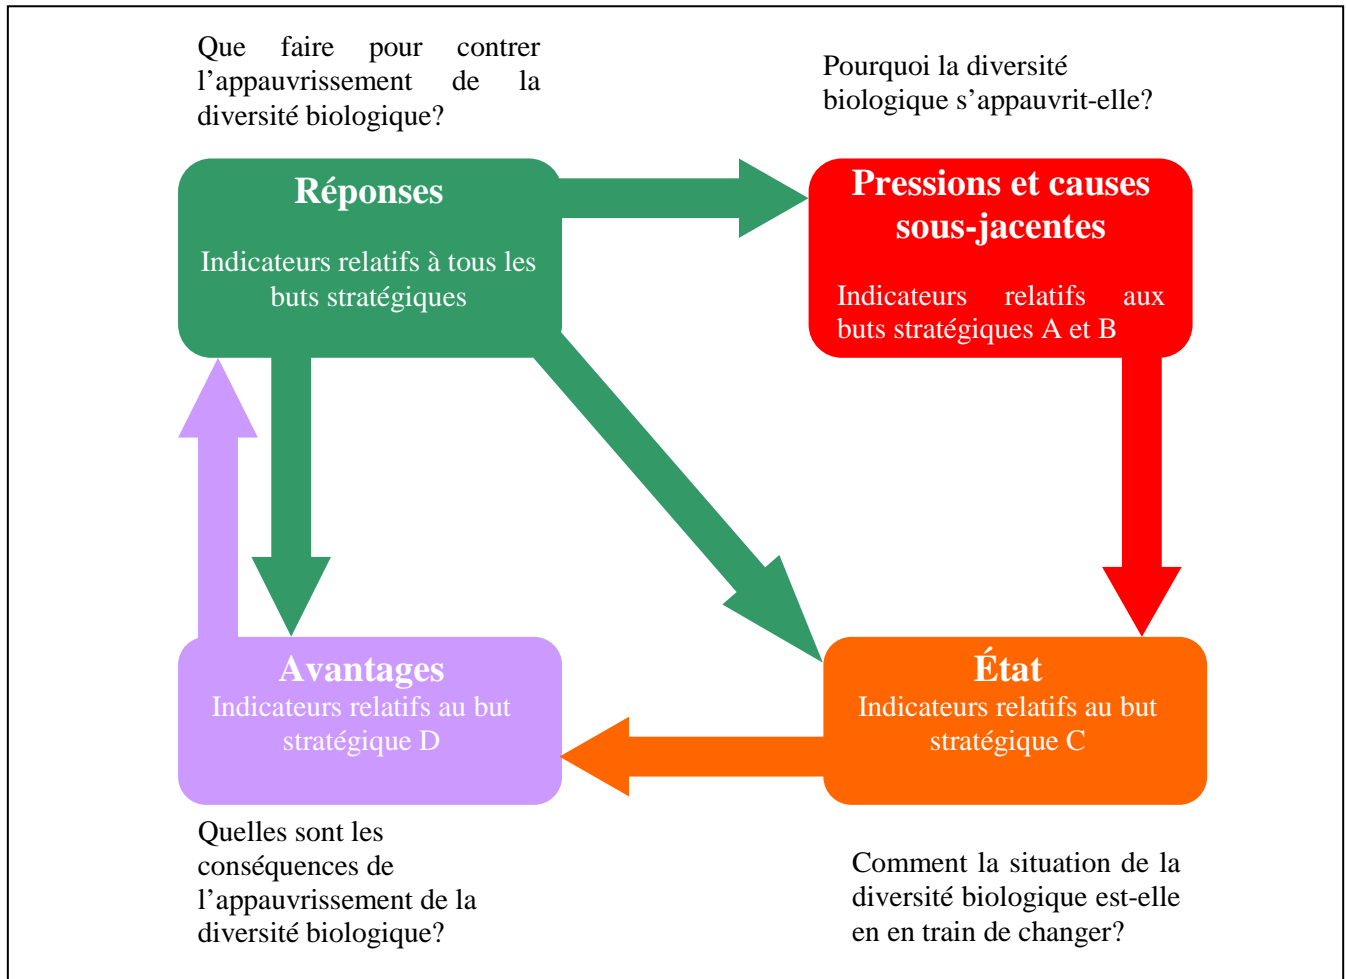 Que faire pour contrer
l’appauvrissement de la
diversité biologique?
Pourquoi la diversité
biologique s’appauvrit-elle?
Réponses
Indicateurs relatifs à tous les
buts stratégiques
Pressions et causes
sous-jacentes
Indicateurs relatifs aux
buts stratégiques A et B
Avantages
Indicateurs relatifs au but
stratégique D
État
Indicateurs relatifs au but
stratégique C
Quelles sont les
conséquences de
l’appauvrissement de la
diversité biologique?
Comment la situation de la
diversité biologique est-elle
en en train de changer?